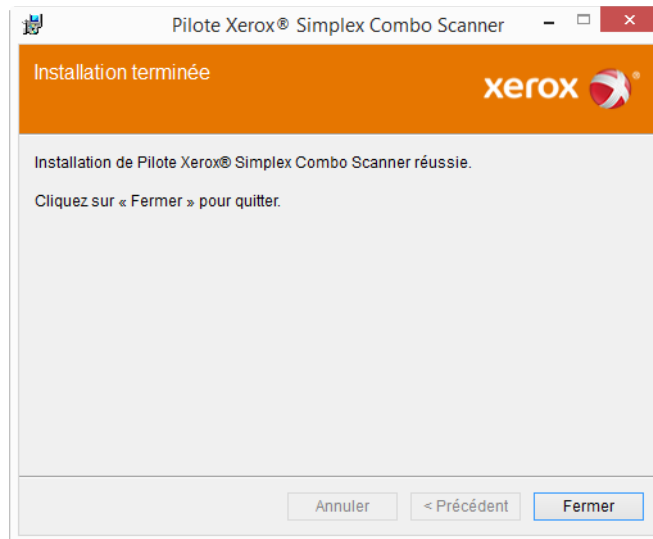 Pilote Xerox® Simplex Combo Scanner
Installation terminée
xerox
Installation de Pilote Xerox® Simplex Combo Scanner réussie.
Cliquez sur « Fermer » pour quitter.
Annuler
< Précédent
Fermer